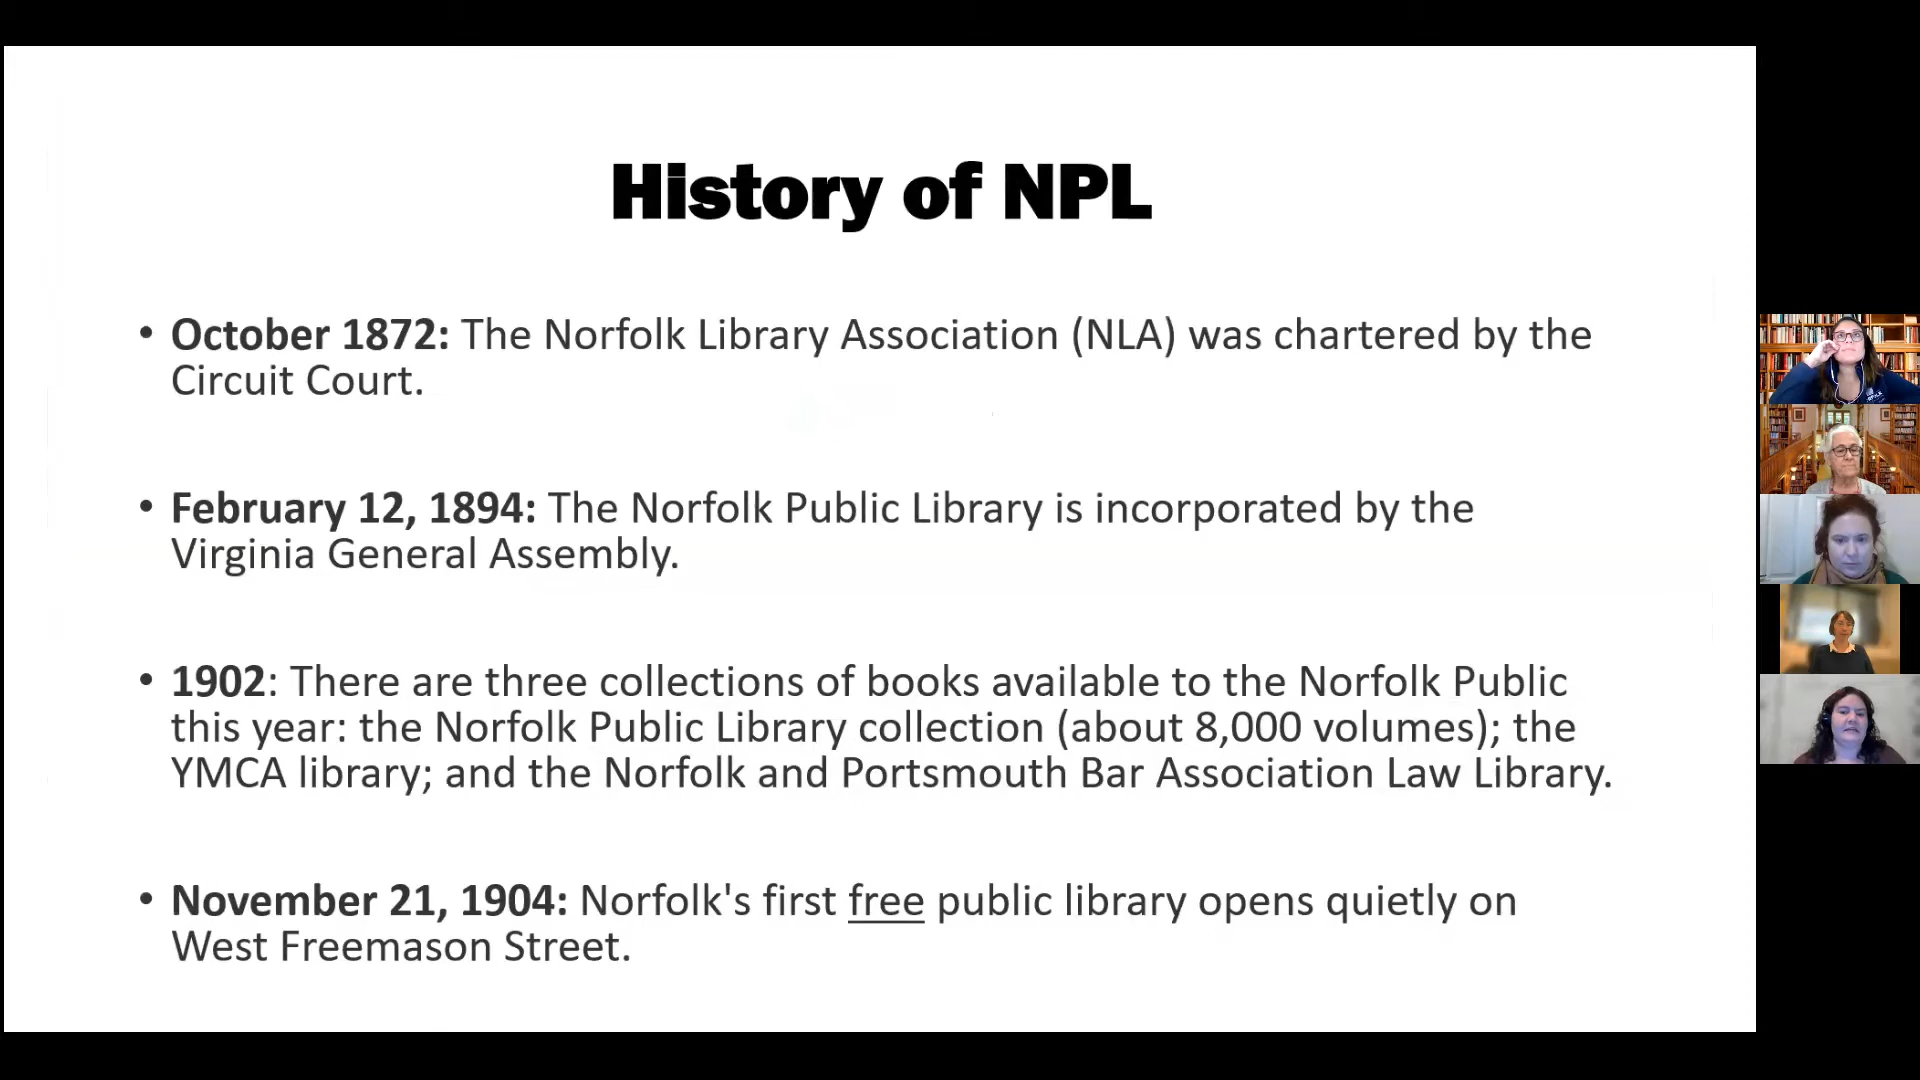 History of NPL
• October 1872: The Norfolk Library Association (NLA) was chartered by the
Circuit Court.
• February 12, 1894: The Norfolk Public Library is incorporated by the
Virginia General Assembly.
• 1902: There are three collections of books available to the Norfolk Public
this year: the Norfolk Public Library collection (about 8,000 volumes); the
YMCA library; and the Norfolk and Portsmouth Bar Association Law Library.
• November 21, 1904: Norfolk's first free public library opens quietly on
West Freemason Street.